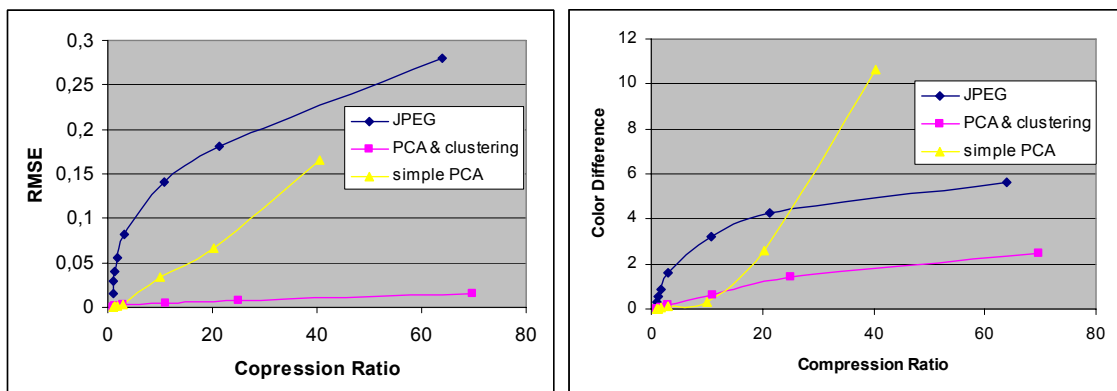 0,3
0,25
0,2
0,15
0,1
0,05
0
RMSE
0 20 40 60 80
Copression Ratio
JPEG
PCA & clustering
simple PCA
12
10
8
6
4
2
0
Color Difference
0 20 40 60 80
Compression Ratio
JPEG
PCA & clustering
simple PCA